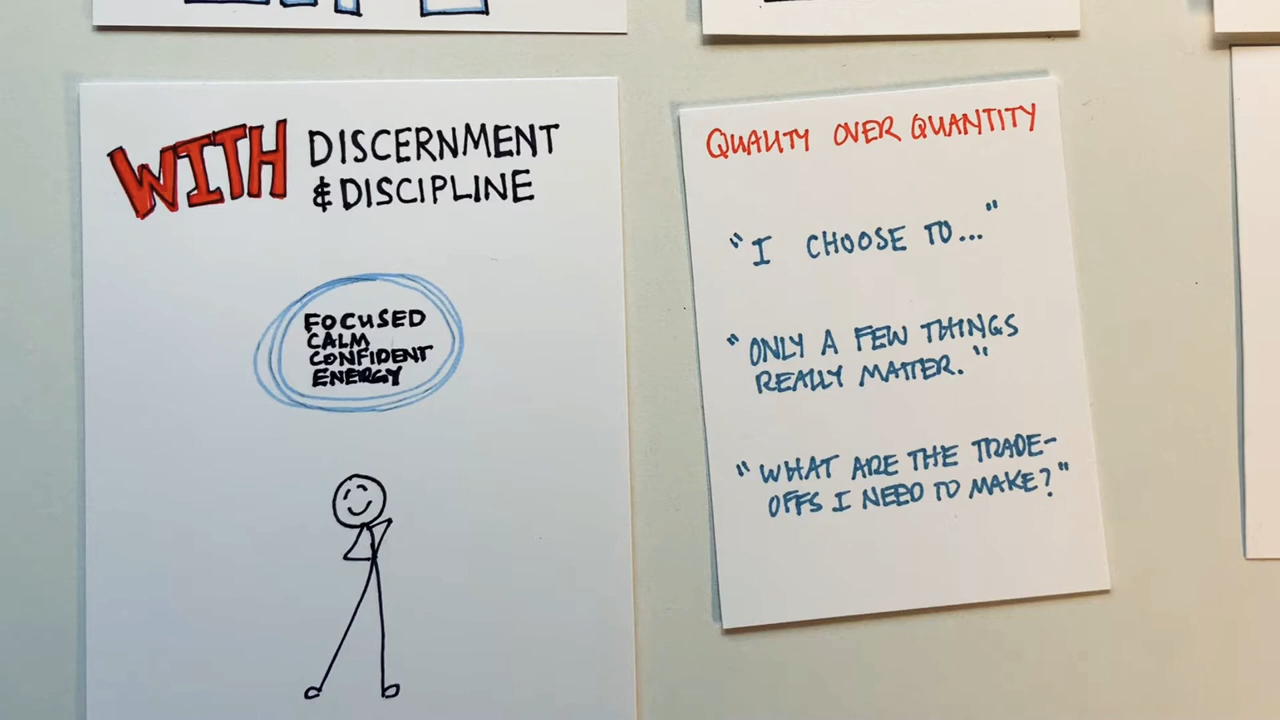 WITH DISCERNMENT
& DISCIPLINE
FOCUSED
CALM
CONFIDENT
ENERGY
QUALITY OVER QUANTITY
"I CHOOSE TO..."
"ONLY A FEW THINGS
REALLY MATTER."
"WHAT ARE THE TRADE-
OFFS I NEED TO MAKE?"